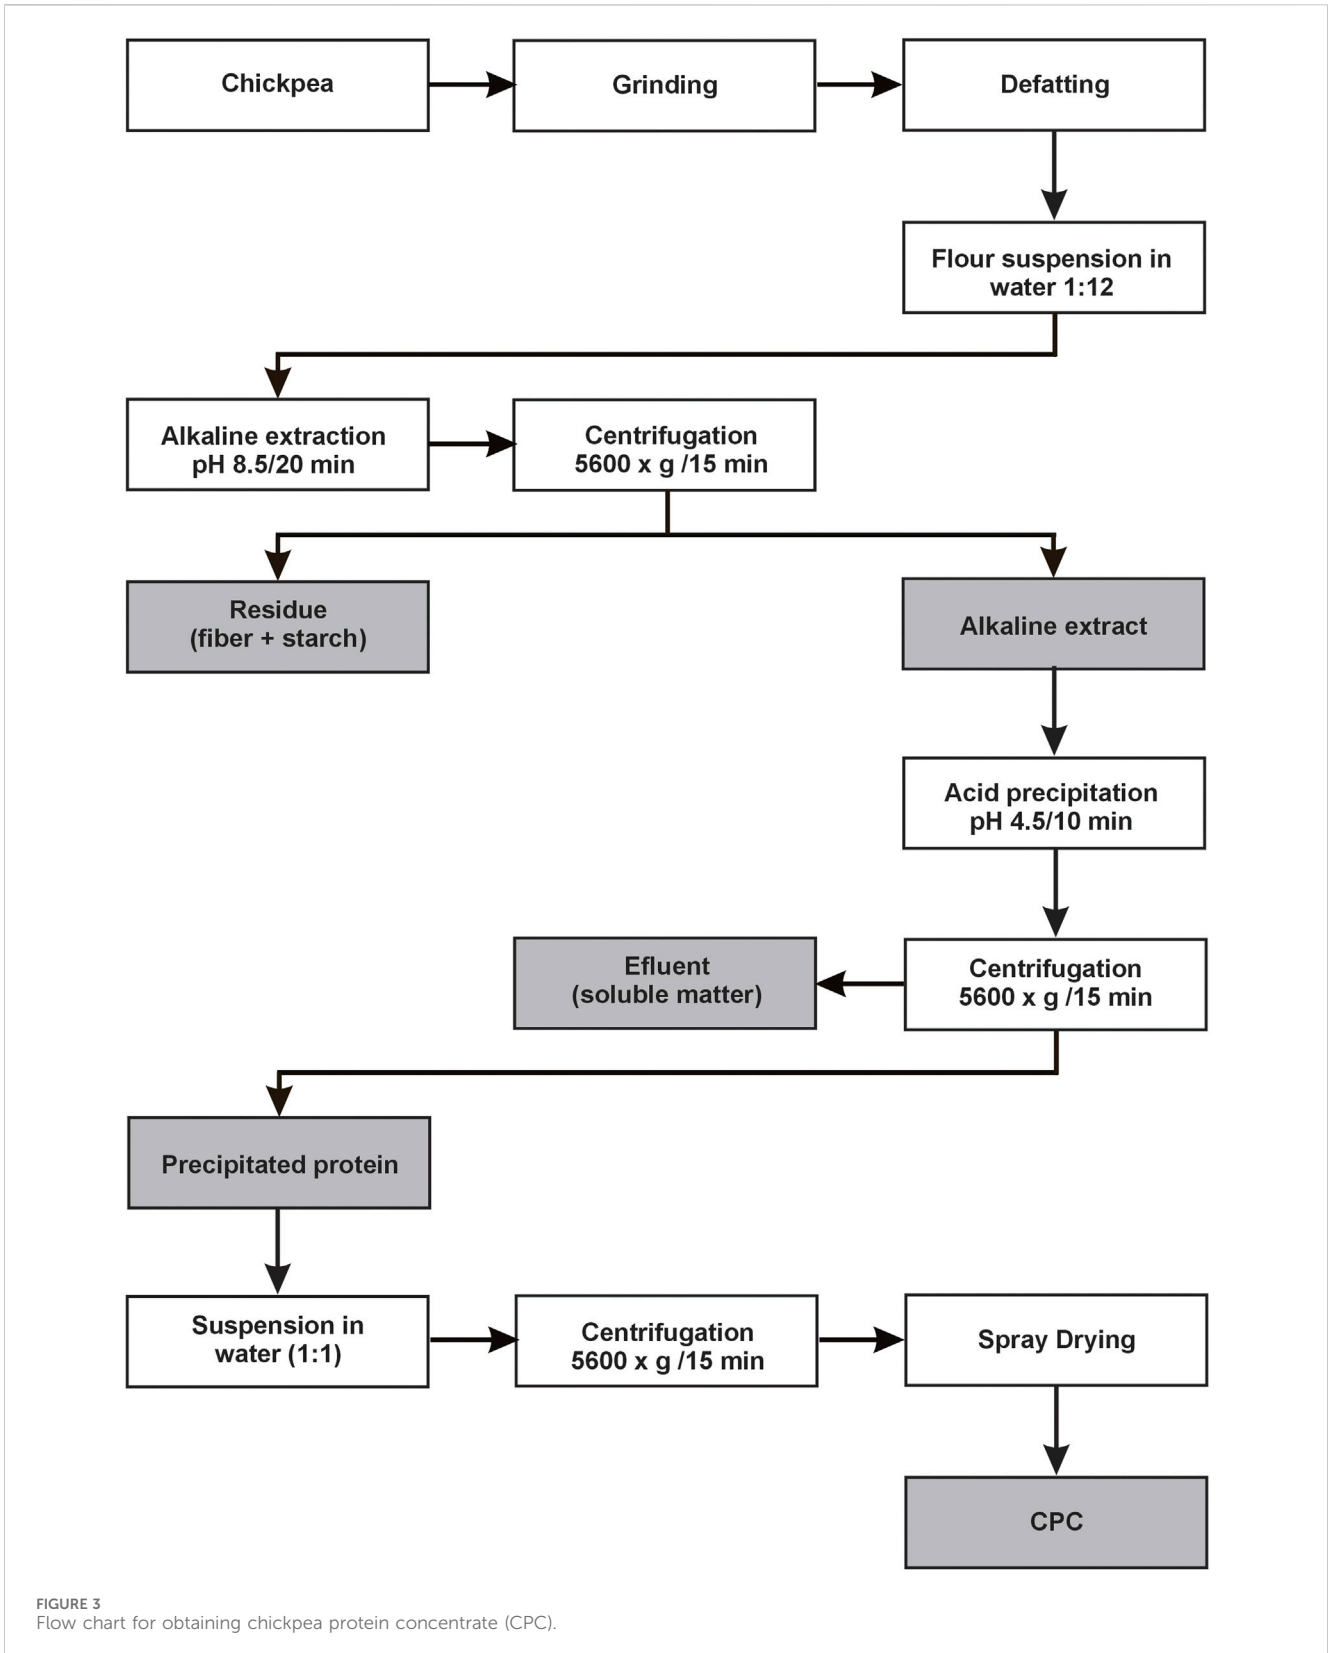 Chickpea
Grinding
Defatting
Flour suspension in
water 1:12
Alkaline extraction
pH 8.5/20 min
Centrifugation
5600 x g /15 min
Residue
(fiber + starch)
Alkaline extract
Acid precipitation
pH 4.5/10 min
Efluent
(soluble matter)
Centrifugation
5600 x g /15 min
Precipitated protein
Suspension in
water (1:1)
Centrifugation
5600 x g /15 min
Spray Drying
CPC
FIGURE 3
Flow chart for obtaining chickpea protein concentrate (CPC).